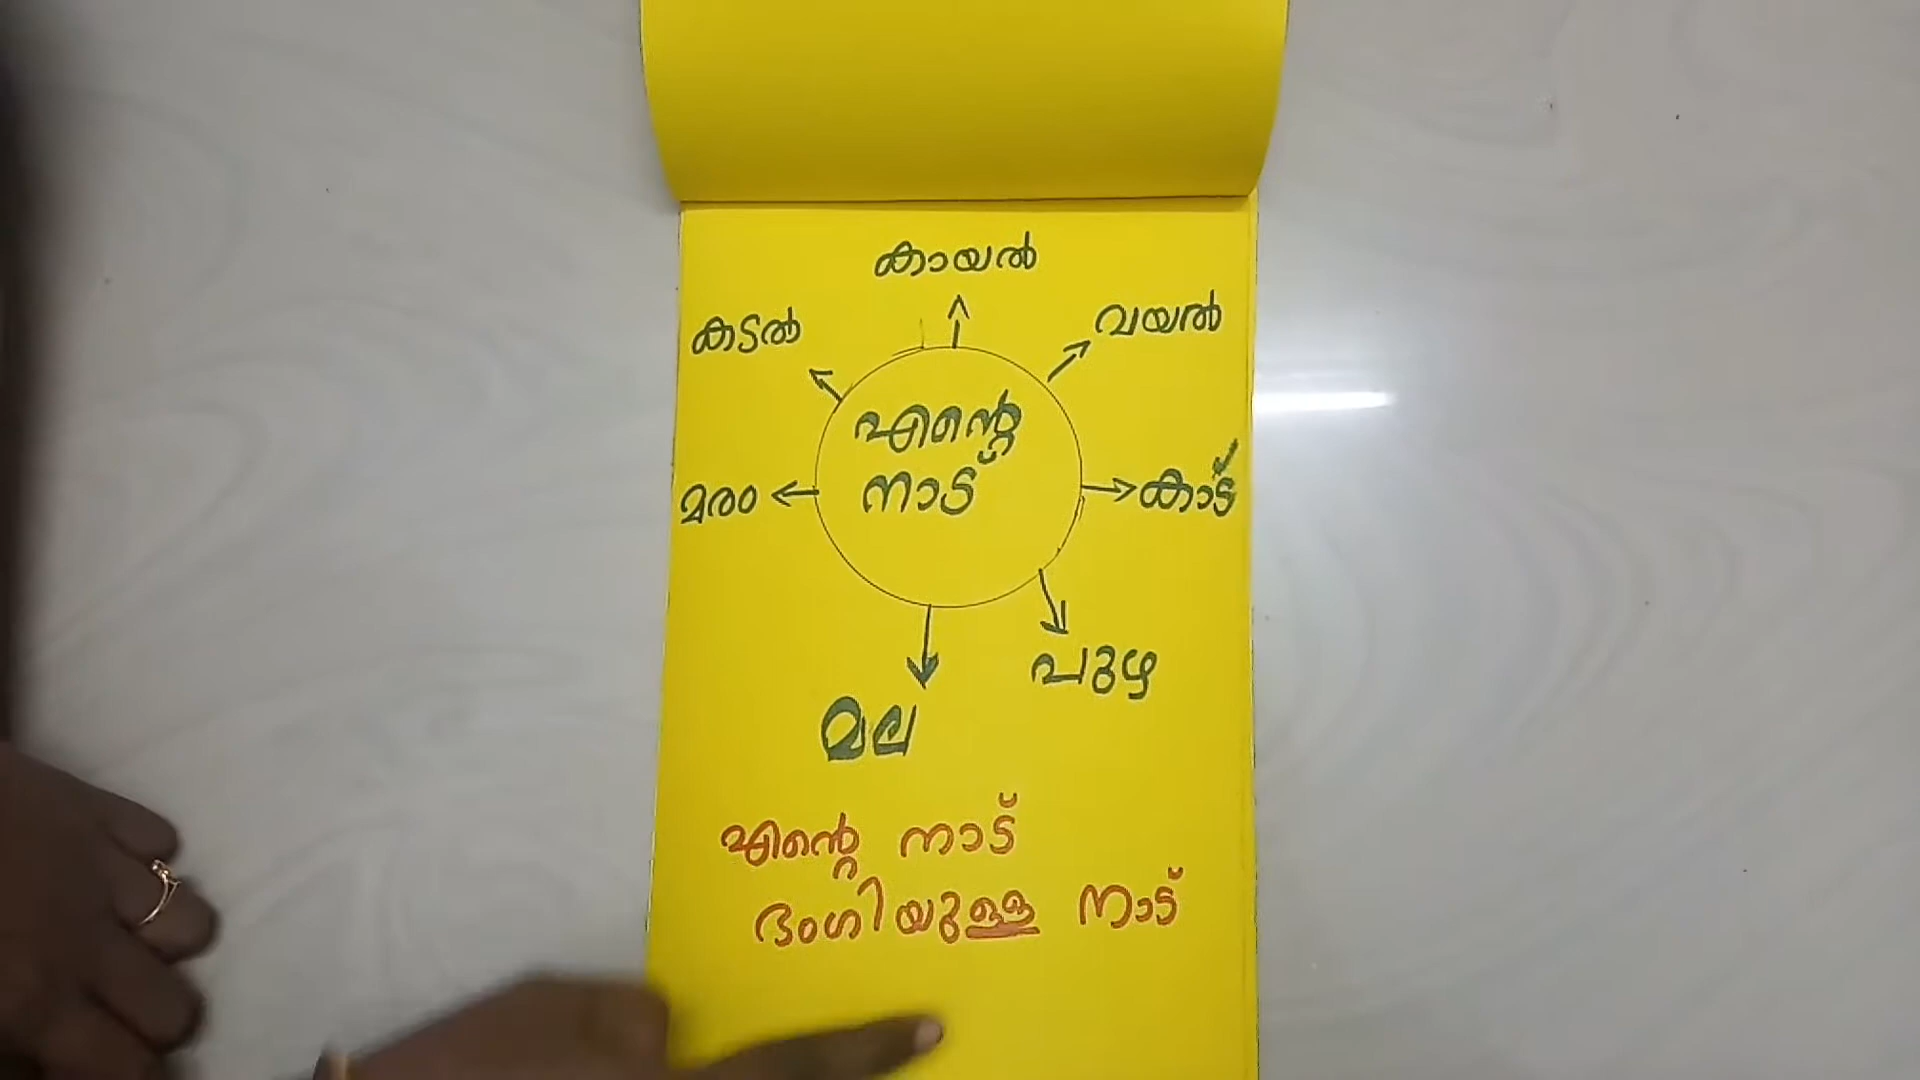 കായൽ
കടൽ
വയൽ
എന്റെ
നാട്
മരം
കാട്
പുഴ
മല
എന്റെ നാട്
ഭംഗിയുള്ള നാട്